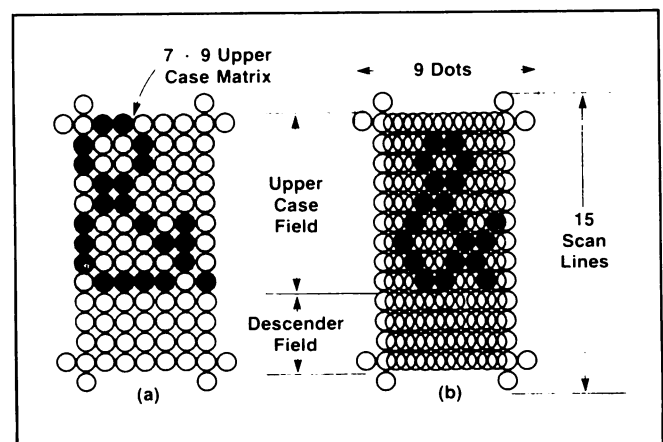 7 · 9 Upper
Case Matrix
9 Dots
Upper
Case
Field
15
Scan
Lines
Descender
Field
(a)
(b)